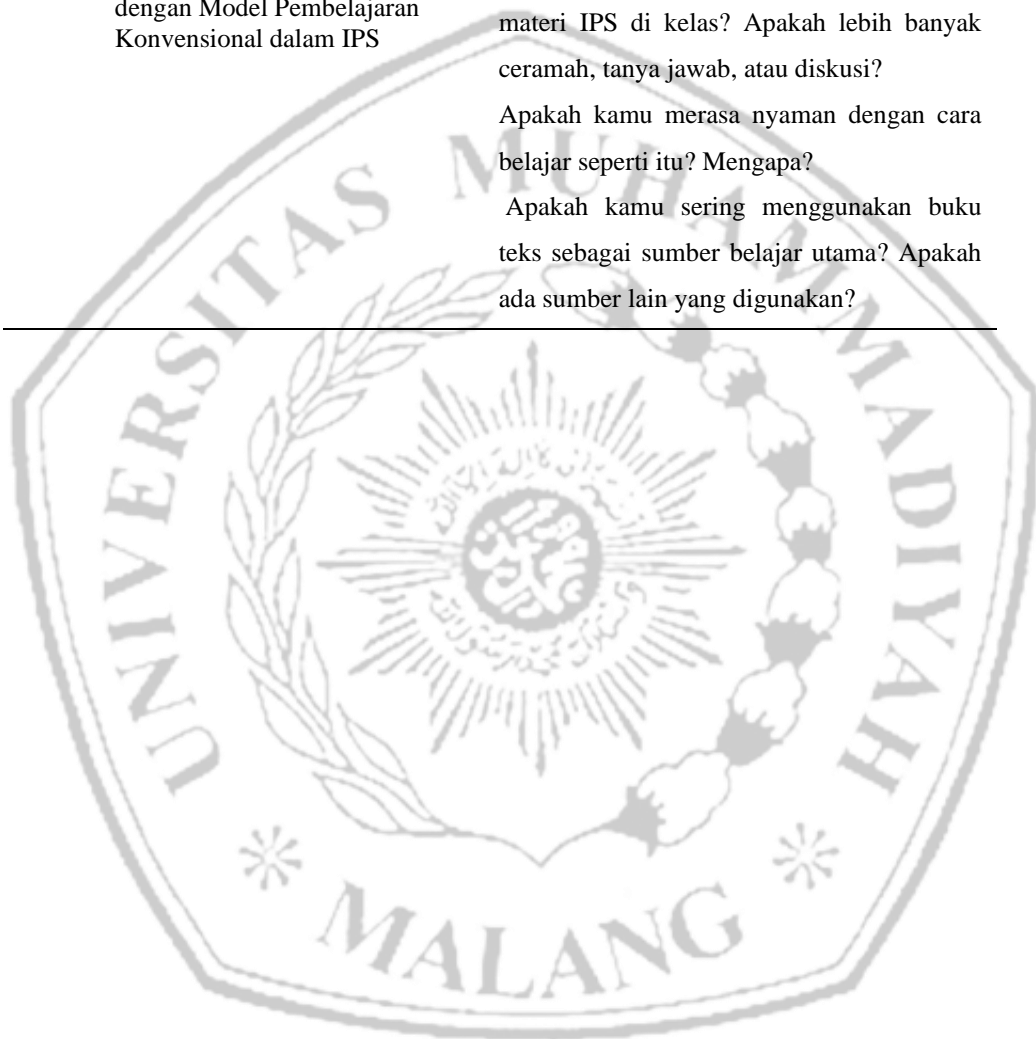 dengan Model Pembelajaran
Konvensional dalam IPS
materi IPS di kelas? Apakah lebih banyak
ceramah, tanya jawab, atau diskusi?
Apakah kamu merasa nyaman dengan cara
belajar seperti itu? Mengapa?
Apakah kamu sering menggunakan buku
teks sebagai sumber belajar utama? Apakah
ada sumber lain yang digunakan?
UNIVERSITAS MUHAMMADIYAH
MALANG